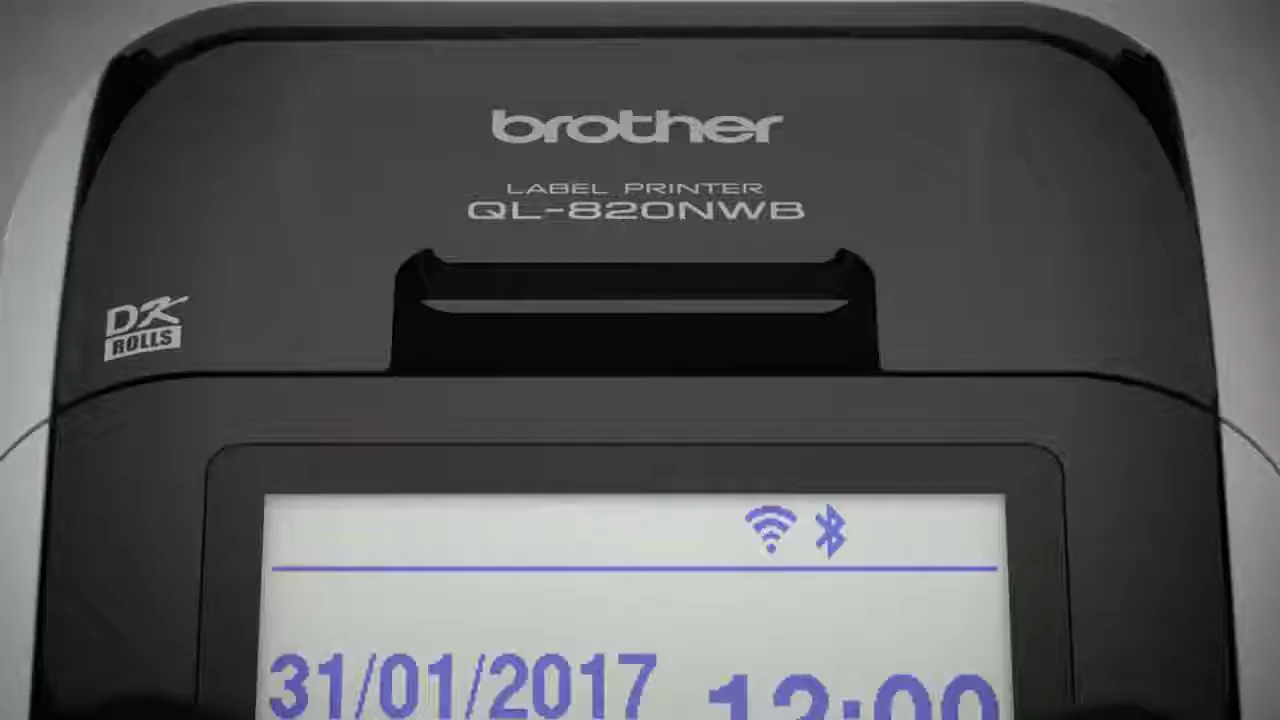 brother
LABEL PRINTER
QL-820NWB
DK
ROLLS
31/01/2017 12:00